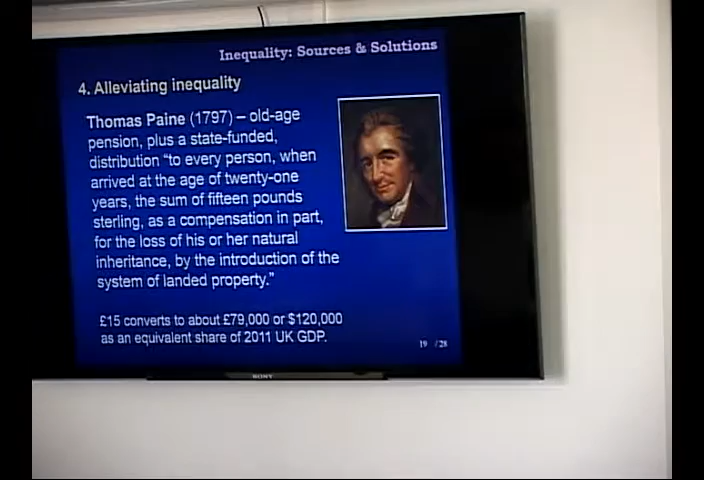 Inequality: Sources & Solutions
4. Alleviating inequality
Thomas Paine (1797) – old-age
pension, plus a state-funded,
distribution “to every person, when
arrived at the age of twenty-one
years, the sum of fifteen pounds
sterling, as a compensation in part,
for the loss of his or her natural
inheritance, by the introduction of the
system of landed property.”
£15 converts to about £79,000 or $120,000
as an equivalent share of 2011 UK GDP.
19 /28
SONY